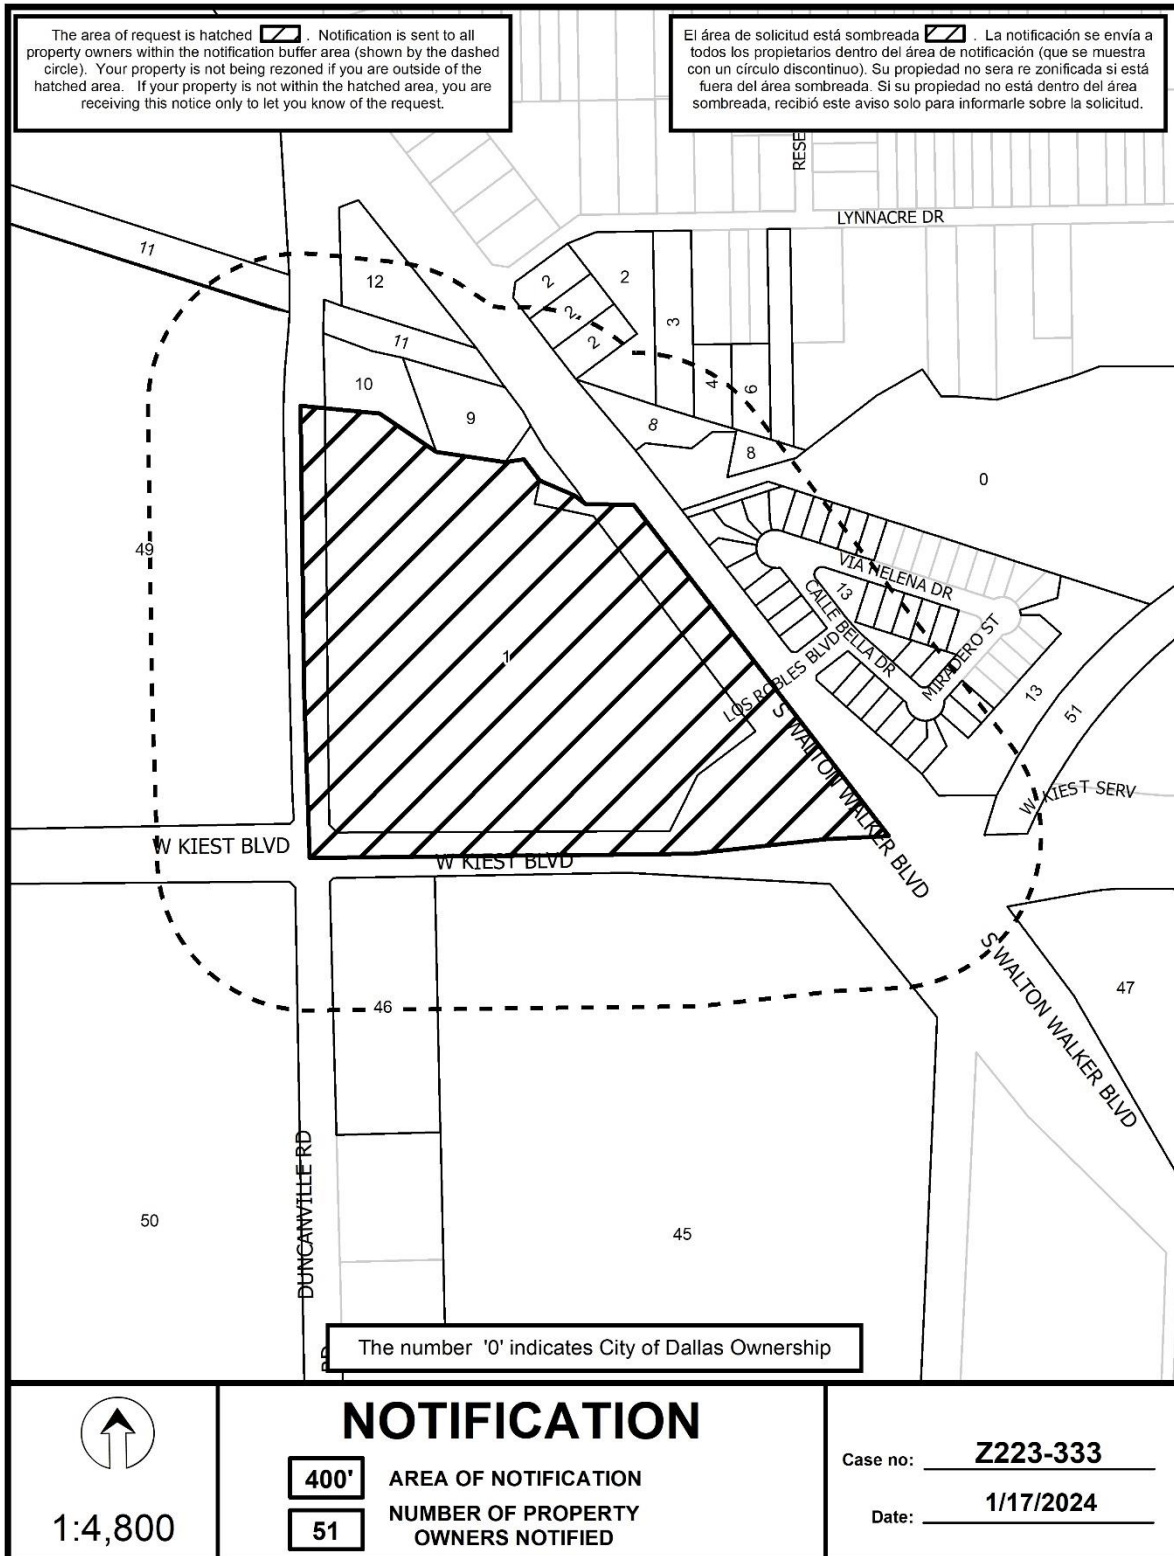 The area of request is hatched . Notification is sent to all
property owners within the notification buffer area (shown by the dashed
circle). Your property is not being rezoned if you are outside of the
hatched area. If your property is not within the hatched area, you are
receiving this notice only to let you know of the request.
El área de solicitud está sombreada . La notificación se envía a
todos los propietarios dentro del área de notificación (que se muestra
con un círculo discontinuo). Su propiedad no sera re zonificada si está
fuera del área sombreada. Si su propiedad no está dentro del área
sombreada, recibió este aviso solo para informarle sobre la solicitud.
RESE
LYNNACRE DR
11
12
2
2
2
2
3
11
10
9
4
6
8
8
0
49
VIA HELENA DR
13
CALLE BELLA DR
MIRADERO ST
LOS ROBLES BLVD
1
13
51
S WALTON WALKER BLVD
W KIEST SERV
W KIEST BLVD
W KIEST BLVD
S WALTON WALKER BLVD
47
46
DUNCANVILLE RD
50
45
RD
The number '0' indicates City of Dallas Ownership
1:4,800
NOTIFICATION
400' AREA OF NOTIFICATION
51 NUMBER OF PROPERTY
OWNERS NOTIFIED
Case no: Z223-333
Date: 1/17/2024